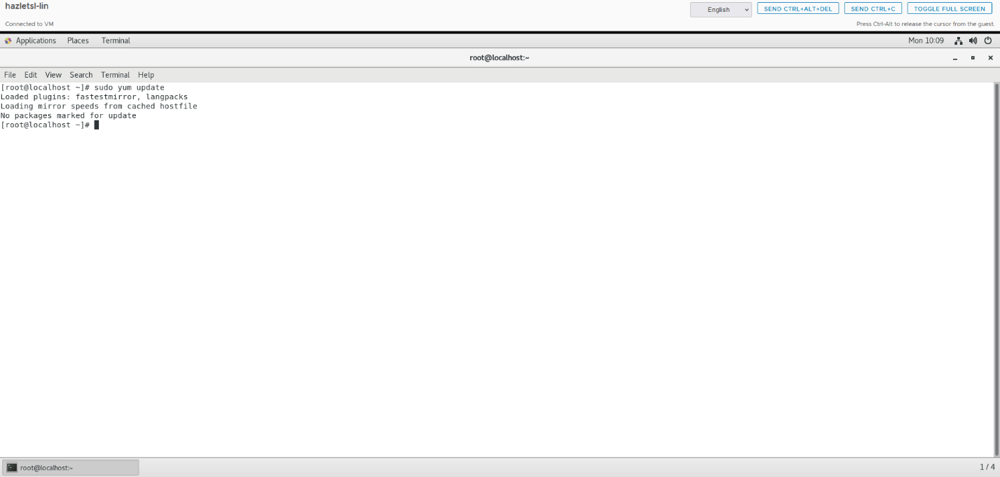 hazletsl-lin
English
SEND CTRL+ALT+DEL
SEND CTRL+C
TOGGLE FULL SCREEN
Connected to VM
Press Ctrl-Alt to release the cursor from the guest.
Applications Places Terminal
Mon 10:09
root@localhost:~
File Edit View Search Terminal Help
[root@localhost ~]# sudo yum update
Loaded plugins: fastestmirror, langpacks
Loading mirror speeds from cached hostfile
No packages marked for update
[root@localhost ~]#
root@localhost:~
1 / 4